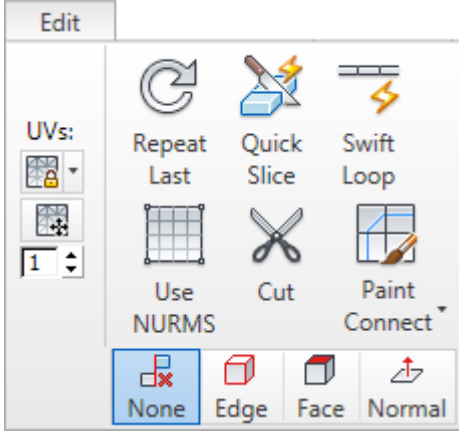 Edit
UVs:
1
Repeat Last
Quick Slice
Swift Loop
Use NURMS
Cut
Paint Connect
None
Edge
Face
Normal